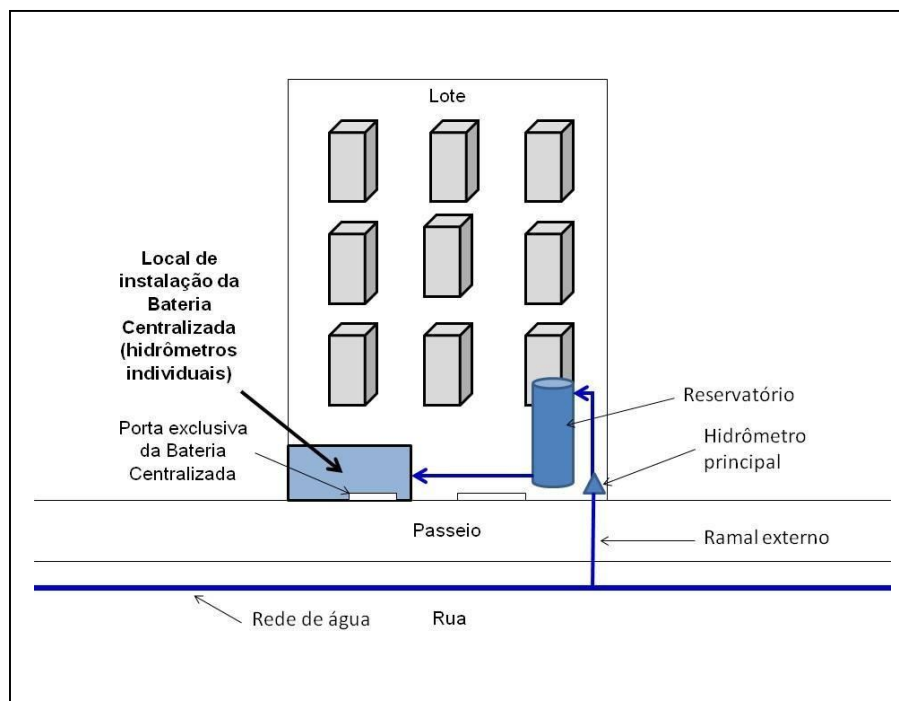 Lote
Local de
instalação da
Bateria
Centralizada
(hidrômetros
individuais)
Porta exclusiva
da Bateria
Centralizada
Reservatório
Hidrômetro
principal
Passeio
Ramal externo
Rede de água
Rua